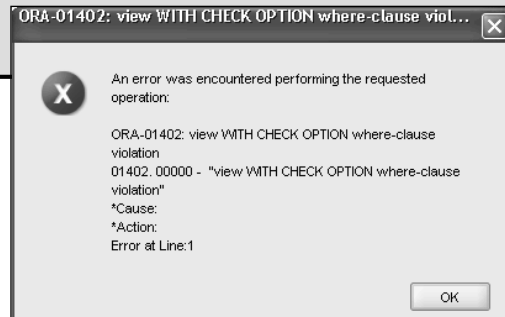 ORA-01402: view WITH CHECK OPTION where-clause viol...
An error was encountered performing the requested
operation:
ORA-01402: view WITH CHECK OPTION where-clause
violation
01402. 00000 - "view WITH CHECK OPTION where-clause
violation"
*Cause:
*Action:
Error at Line:1
OK